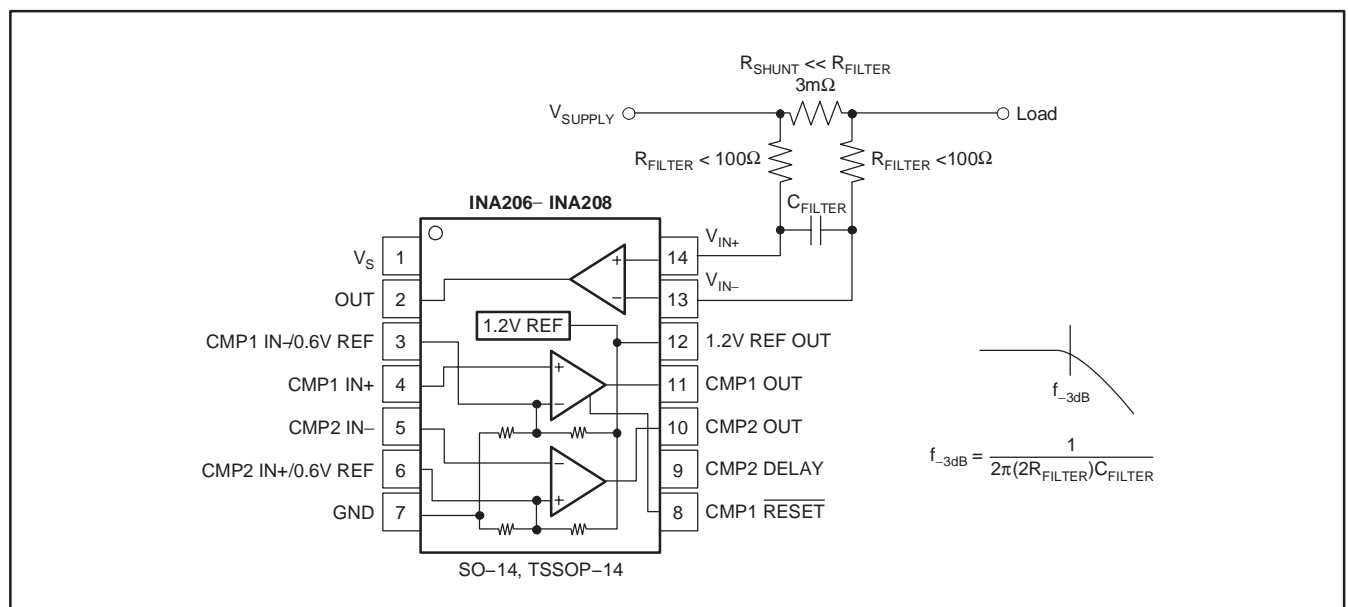 R_SHUNT << R_FILTER
3mΩ
V_SUPPLY
Load
R_FILTER < 100Ω
R_FILTER <100Ω
C_FILTER
INA206– INA208
V_IN+
V_IN–
V_S 1
OUT 2
CMP1 IN–/0.6V REF 3
CMP1 IN+ 4
CMP2 IN– 5
CMP2 IN+/0.6V REF 6
GND 7
1.2V REF
+
–
+
–
–
+
14
13
12 1.2V REF OUT
11 CMP1 OUT
10 CMP2 OUT
9 CMP2 DELAY
8 CMP1 RESET
SO–14, TSSOP–14
f_–3dB
f_–3dB = 1
2π(2R_FILTER)C_FILTER